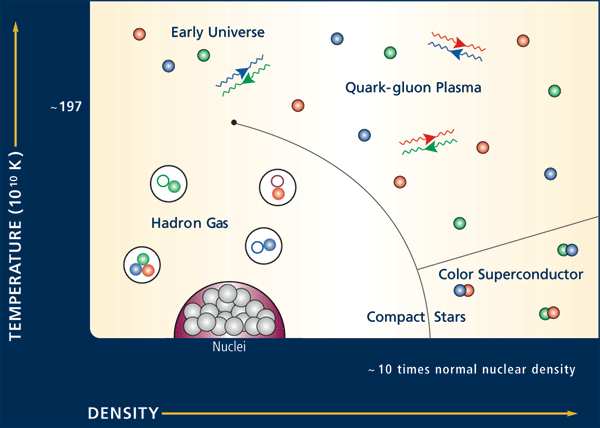 Early Universe
Quark-gluon Plasma
~197
TEMPERATURE (10¹⁰ K)
Hadron Gas
Color Superconductor
Compact Stars
Nuclei
~ 10 times normal nuclear density
DENSITY